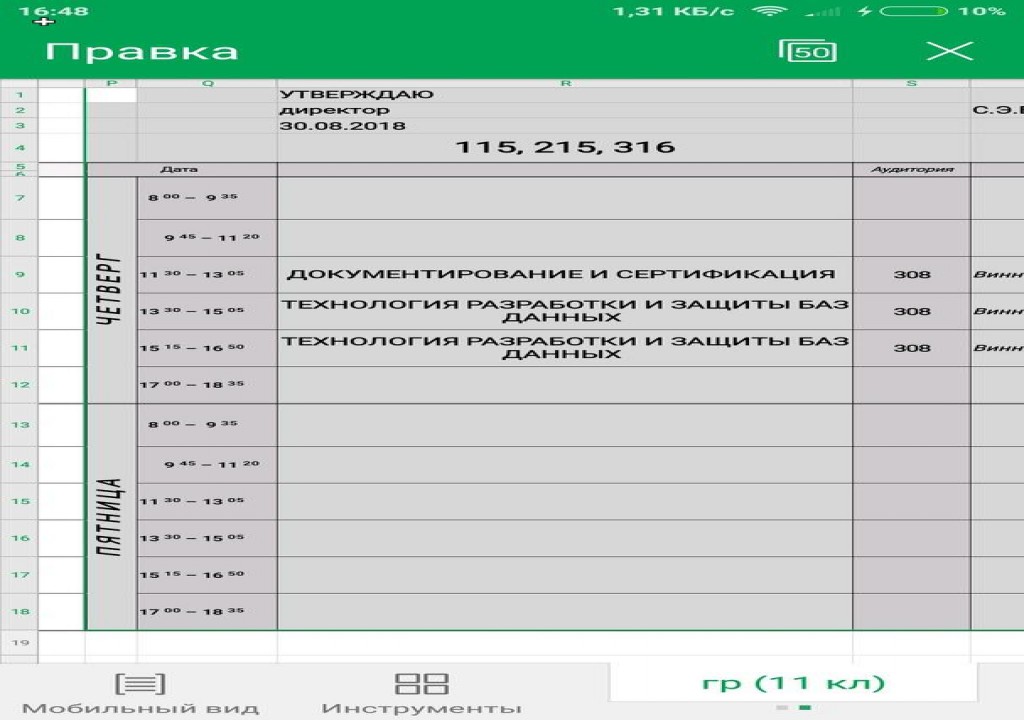 16:48 1,31 КБ/с 10%
Правка 50
P Q R S
1 УТВЕРЖДАЮ
2 директор С.Э.
3 30.08.2018
4 115, 215, 316
5 Дата Аудитория
6
ЧЕТВЕРГ
7 8 00 – 9 35
8 9 45 – 11 20
9 11 30 – 13 05 ДОКУМЕНТИРОВАНИЕ И СЕРТИФИКАЦИЯ 308 Винн
10 13 30 – 15 05 ТЕХНОЛОГИЯ РАЗРАБОТКИ И ЗАЩИТЫ БАЗ
ДАННЫХ 308 Винн
11 15 15 – 16 50 ТЕХНОЛОГИЯ РАЗРАБОТКИ И ЗАЩИТЫ БАЗ
ДАННЫХ 308 Винн
12 17 00 – 18 35
ПЯТНИЦА
13 8 00 – 9 35
14 9 45 – 11 20
15 11 30 – 13 05
16 13 30 – 15 05
17 15 15 – 16 50
18 17 00 – 18 35
19
Мобильный вид Инструменты гр (11 кл)